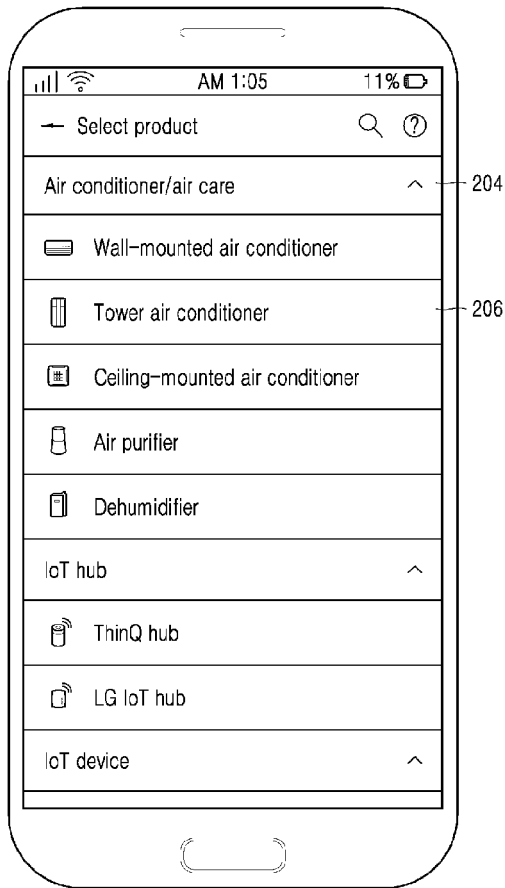 AM 1:05 11%
Select product
Air conditioner/air care 204
Wall-mounted air conditioner
Tower air conditioner 206
Ceiling-mounted air conditioner
Air purifier
Dehumidifier
IoT hub
ThinQ hub
LG IoT hub
IoT device